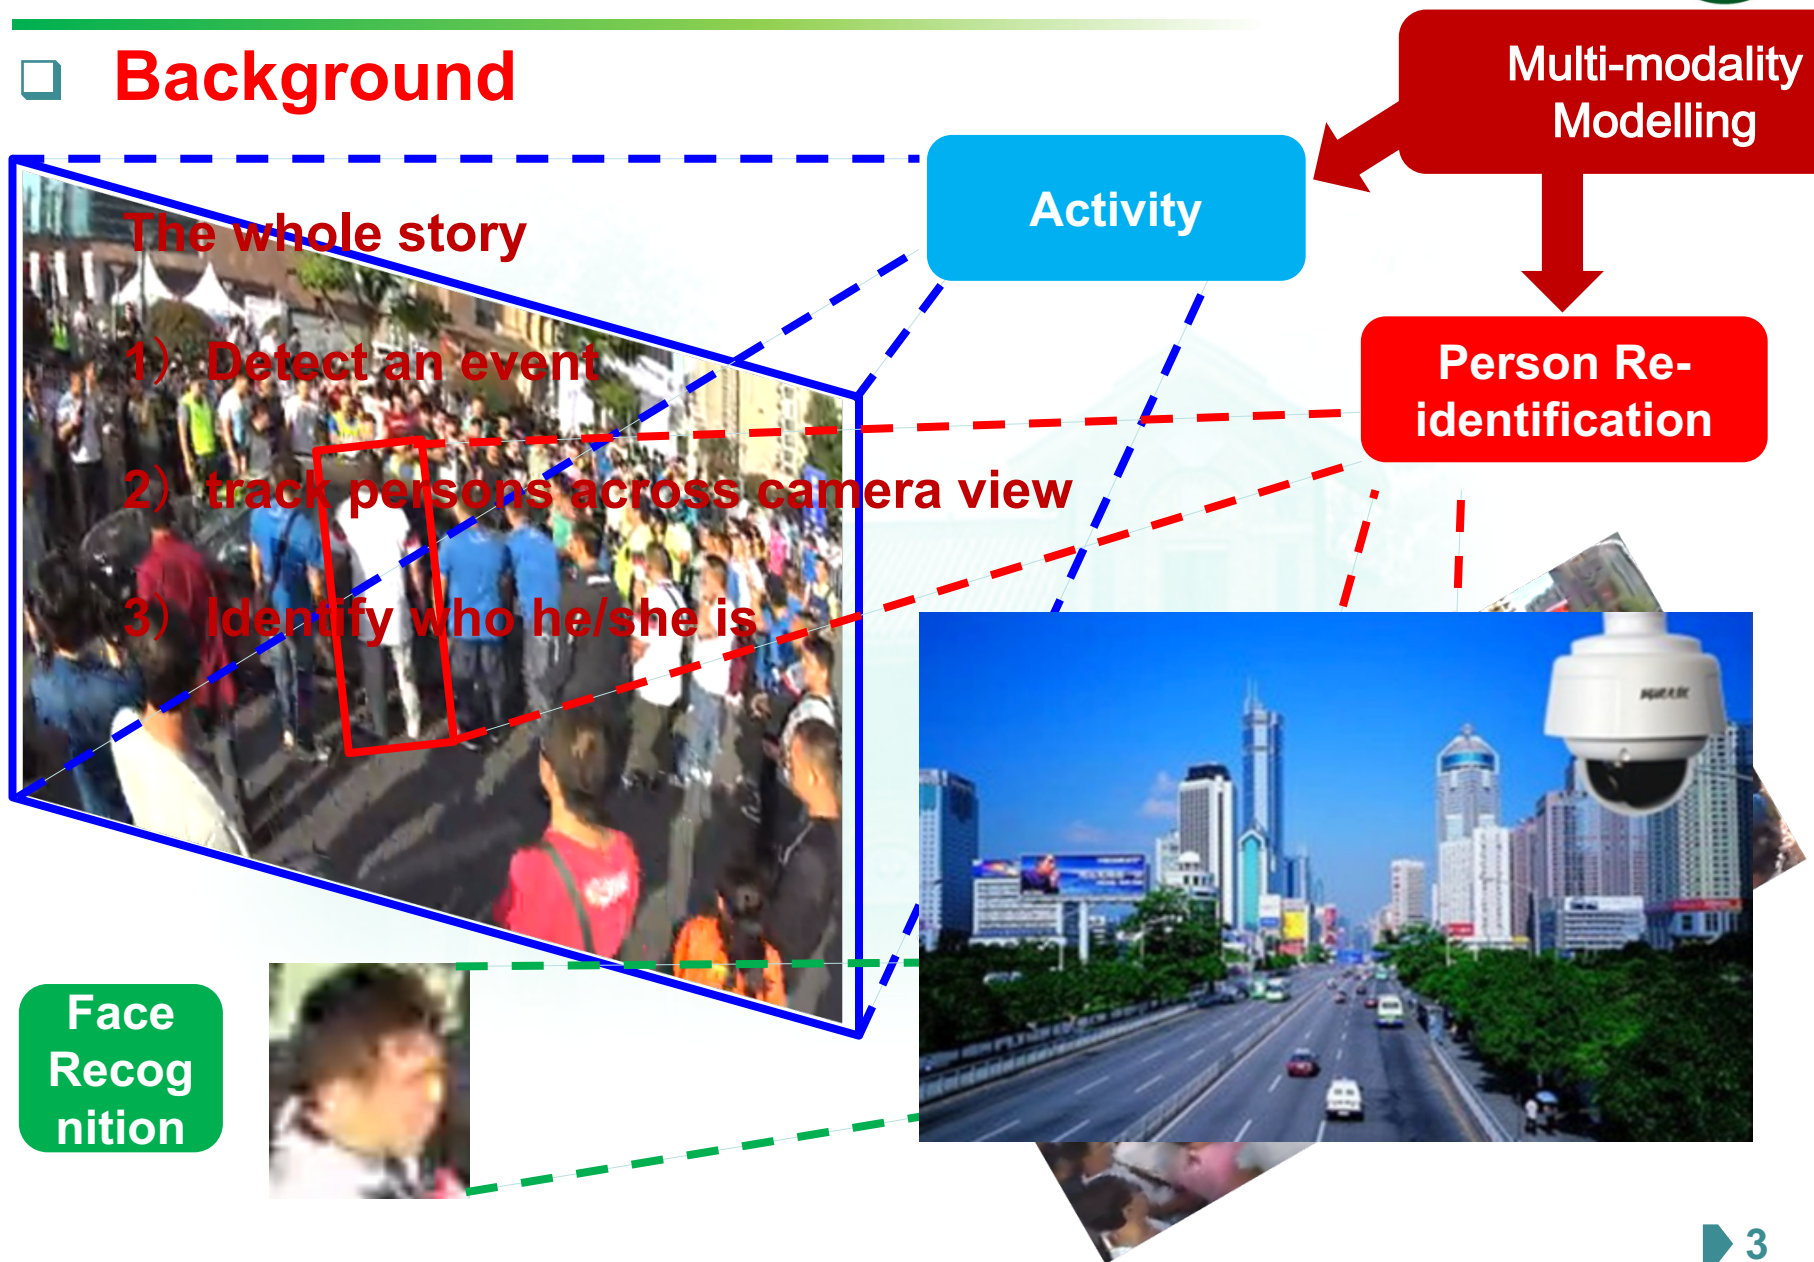 Background
Multi-modality
Modelling
Activity
The whole story
1） Detect an event
Person Re-
identification
2） track persons across camera view
3） Identify who he/she is
Face
Recog
nition
3